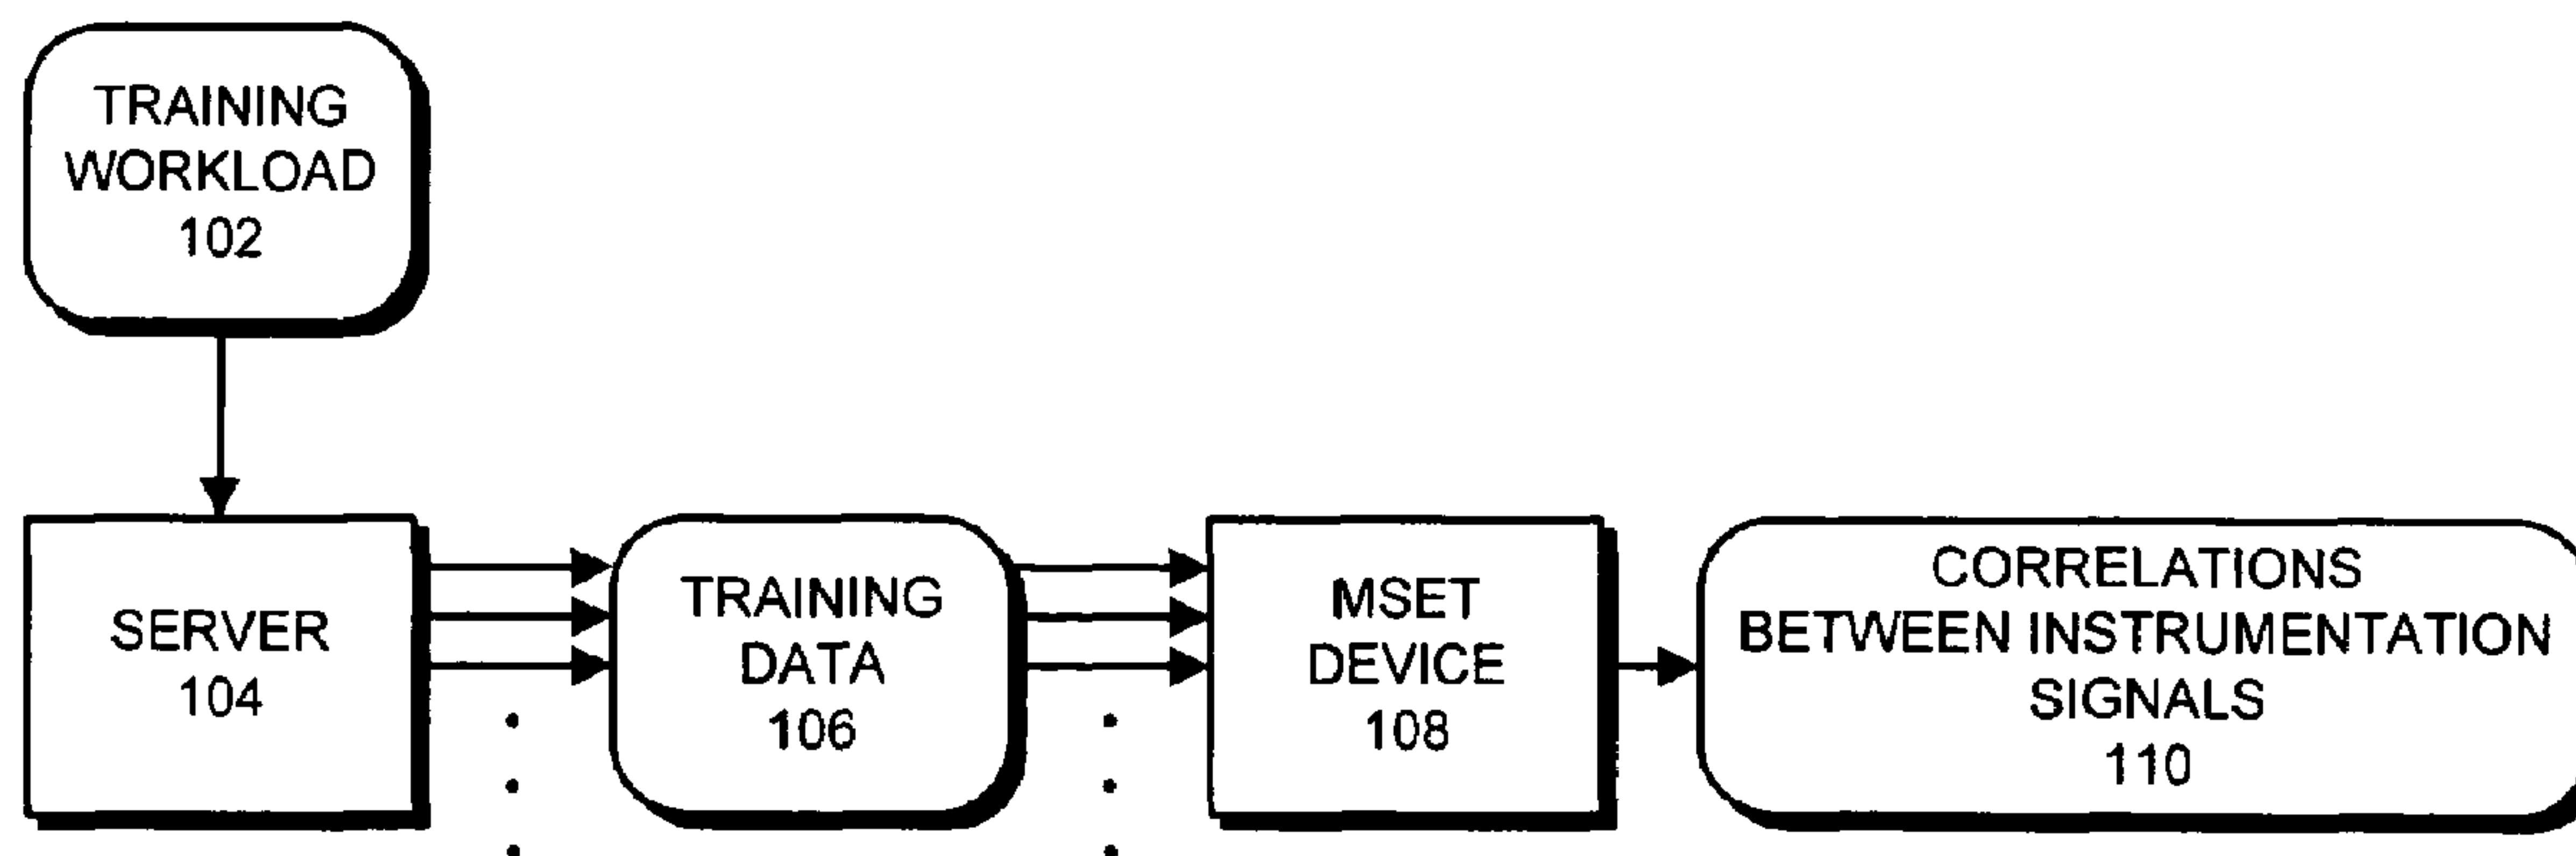 TRAINING
WORKLOAD
102
SERVER
104
TRAINING
DATA
106
MSET
DEVICE
108
CORRELATIONS
BETWEEN INSTRUMENTATION
SIGNALS
110